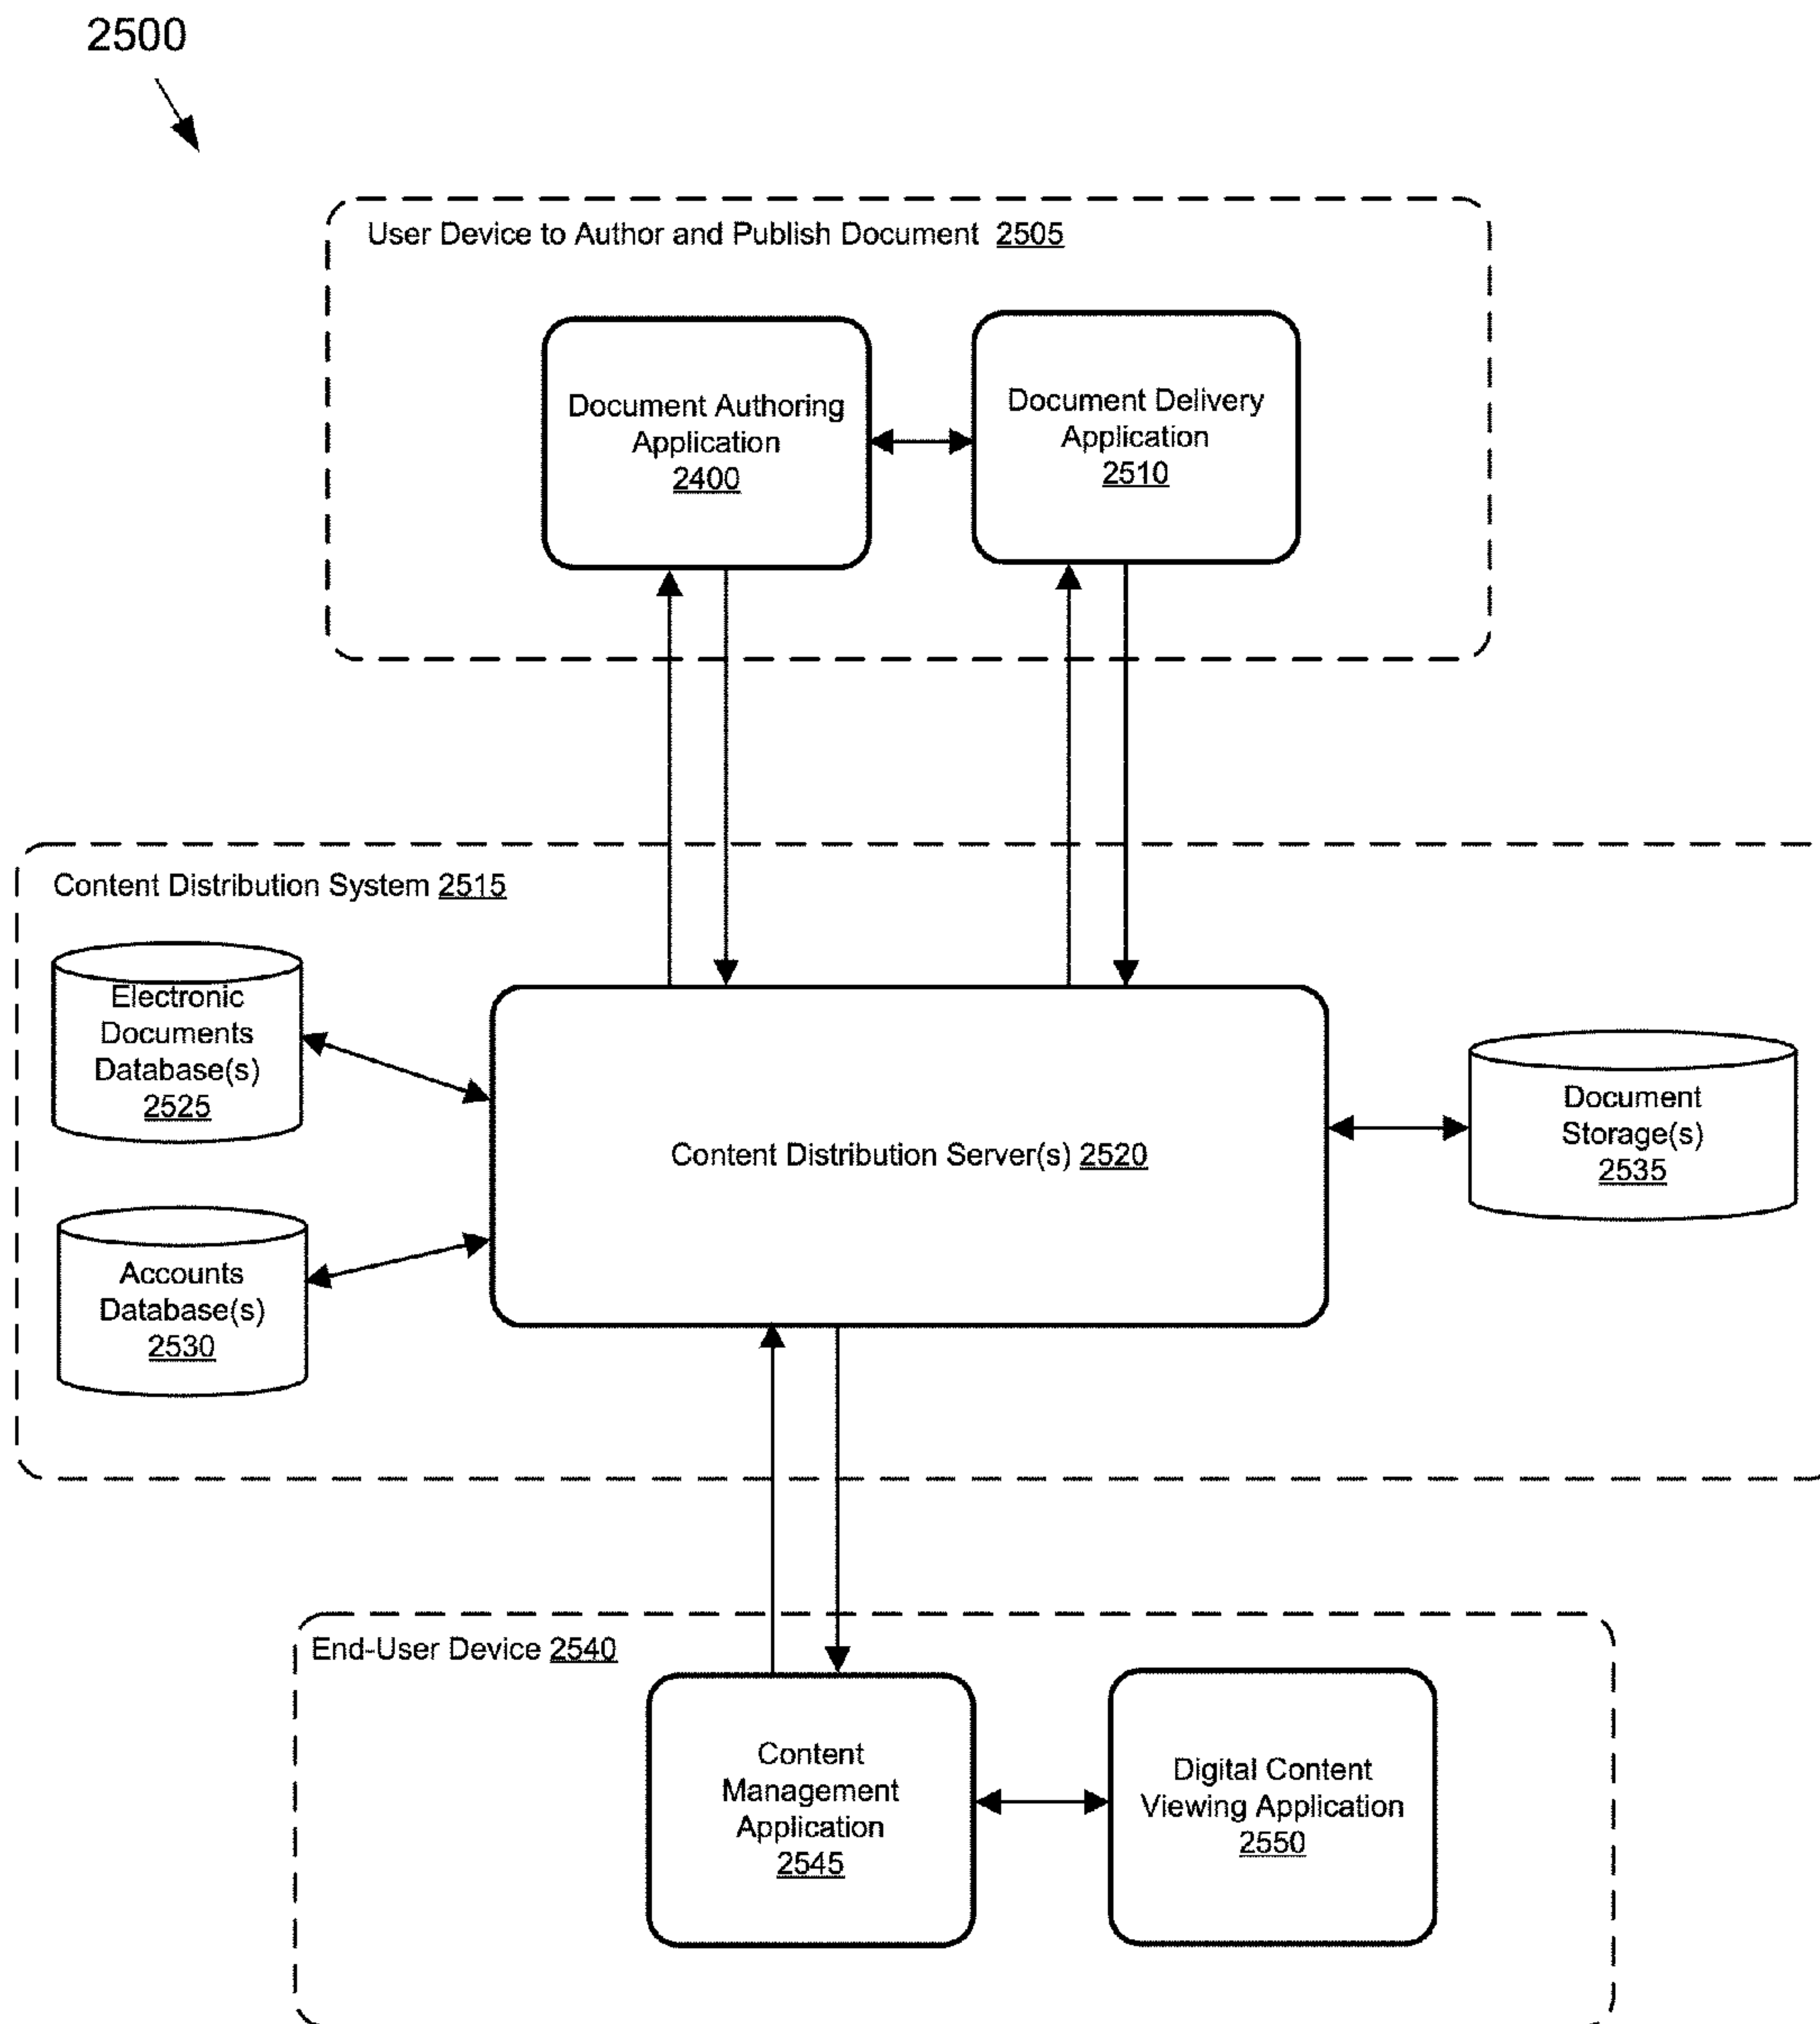 2500
User Device to Author and Publish Document 2505
Document Authoring
Application
2400
Document Delivery
Application
2510
Content Distribution System 2515
Electronic
Documents
Database(s)
2525
Accounts
Database(s)
2530
Content Distribution Server(s) 2520
Document
Storage(s)
2535
End-User Device 2540
Content
Management
Application
2545
Digital Content
Viewing Application
2550